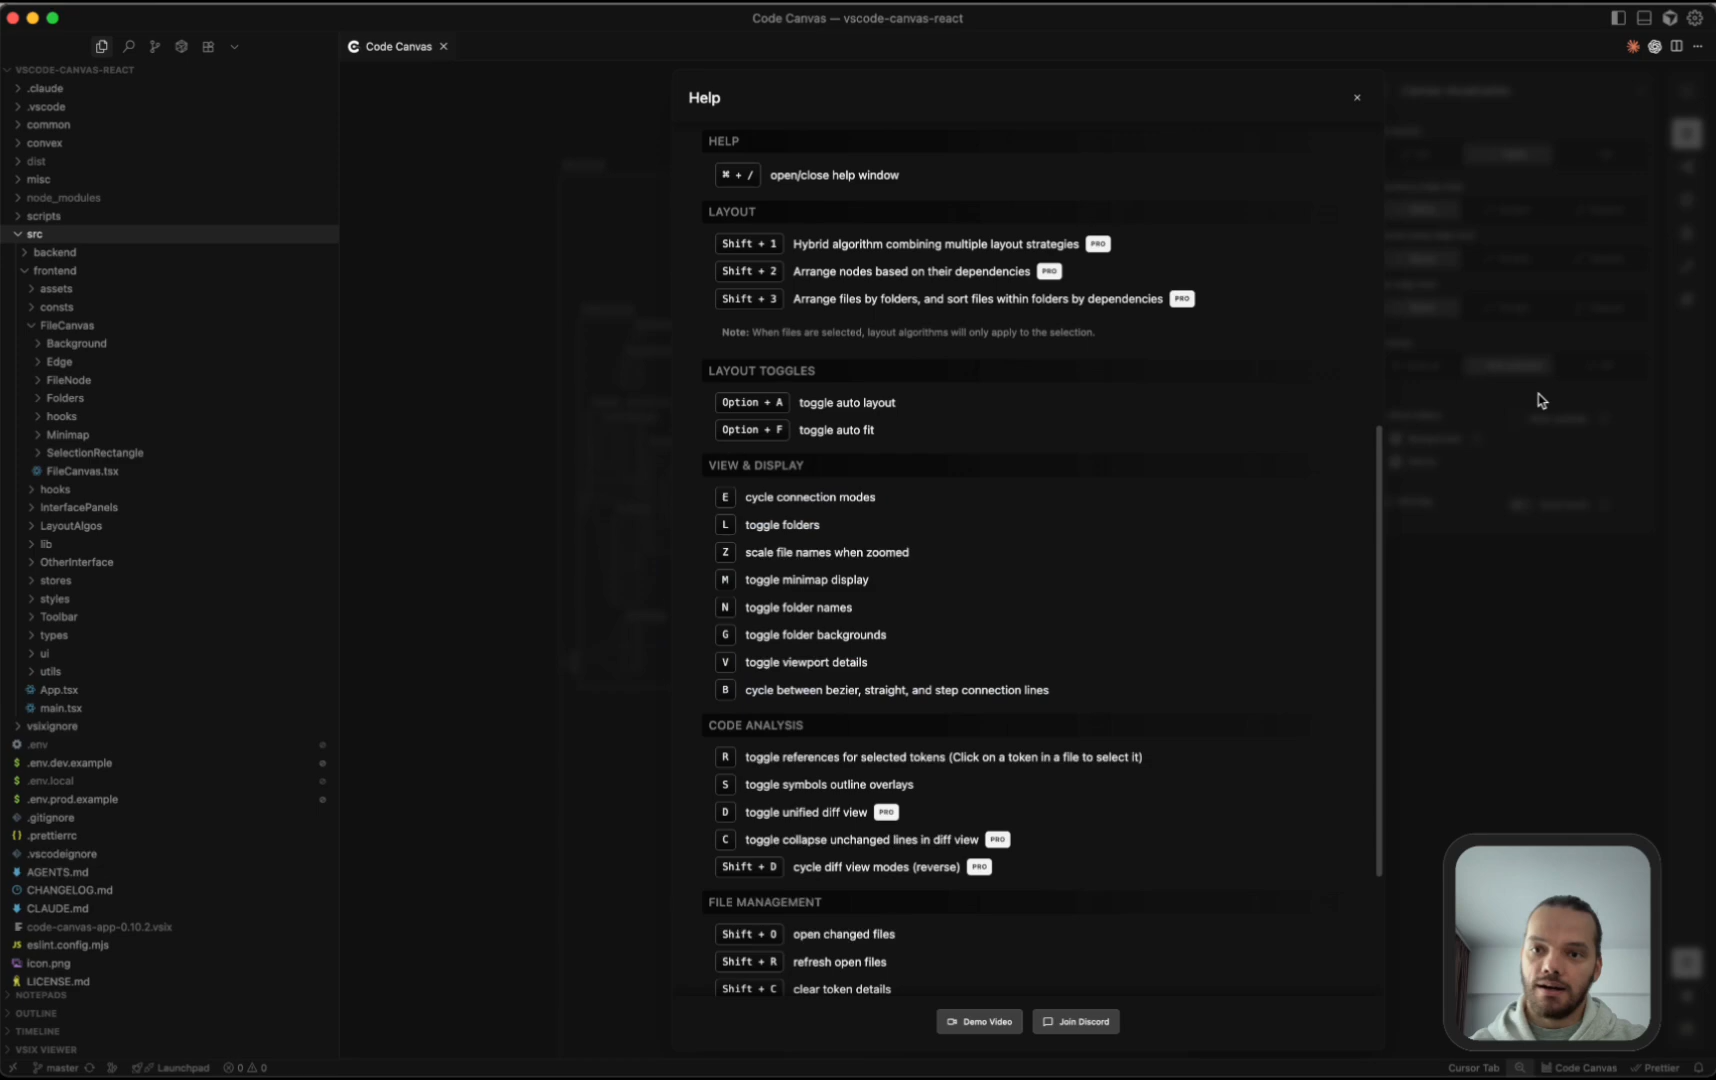 Code Canvas — vscode-canvas-react
Code Canvas
VSCODE-CANVAS-REACT
.claude
.vscode
common
convex
dist
misc
node_modules
scripts
src
backend
frontend
assets
consts
FileCanvas
Background
Edge
FileNode
Folders
hooks
Minimap
SelectionRectangle
FileCanvas.tsx
hooks
InterfacePanels
LayoutAlgos
lib
OtherInterface
stores
styles
Toolbar
types
ui
utils
App.tsx
main.tsx
vsixignore
.env
$ .env.dev.example
$ .env.local
$ .env.prod.example
.gitignore
{} .prettierrc
.vscodeignore
AGENTS.md
CHANGELOG.md
CLAUDE.md
code-canvas-app-0.10.2.vsix
JS eslint.config.mjs
icon.png
LICENSE.md
NOTEPADS
OUTLINE
TIMELINE
VSIX VIEWER
Help
HELP
⌘ + / open/close help window
LAYOUT
Shift + 1 Hybrid algorithm combining multiple layout strategies PRO
Shift + 2 Arrange nodes based on their dependencies PRO
Shift + 3 Arrange files by folders, and sort files within folders by dependencies PRO
Note: When files are selected, layout algorithms will only apply to the selection.
LAYOUT TOGGLES
Option + A toggle auto layout
Option + F toggle auto fit
VIEW & DISPLAY
E cycle connection modes
L toggle folders
Z scale file names when zoomed
M toggle minimap display
N toggle folder names
G toggle folder backgrounds
V toggle viewport details
B cycle between bezier, straight, and step connection lines
CODE ANALYSIS
R toggle references for selected tokens (Click on a token in a file to select it)
S toggle symbols outline overlays
D toggle unified diff view PRO
C toggle collapse unchanged lines in diff view PRO
Shift + D cycle diff view modes (reverse) PRO
FILE MANAGEMENT
Shift + O open changed files
Shift + R refresh open files
Shift + C clear token details
Demo Video
Join Discord
master
Launchpad
0
0
Cursor Tab
Code Canvas
Prettier